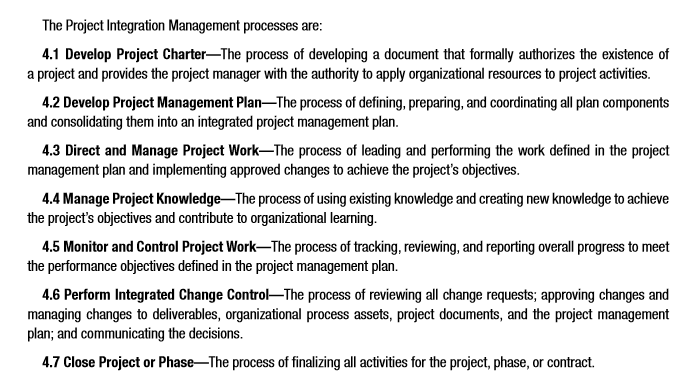 The Project Integration Management processes are:
4.1 Develop Project Charter—The process of developing a document that formally authorizes the existence of
a project and provides the project manager with the authority to apply organizational resources to project activities.
4.2 Develop Project Management Plan—The process of defining, preparing, and coordinating all plan components
and consolidating them into an integrated project management plan.
4.3 Direct and Manage Project Work—The process of leading and performing the work defined in the project
management plan and implementing approved changes to achieve the project's objectives.
4.4 Manage Project Knowledge—The process of using existing knowledge and creating new knowledge to achieve
the project's objectives and contribute to organizational learning.
4.5 Monitor and Control Project Work—The process of tracking, reviewing, and reporting overall progress to meet
the performance objectives defined in the project management plan.
4.6 Perform Integrated Change Control—The process of reviewing all change requests; approving changes and
managing changes to deliverables, organizational process assets, project documents, and the project management
plan; and communicating the decisions.
4.7 Close Project or Phase—The process of finalizing all activities for the project, phase, or contract.